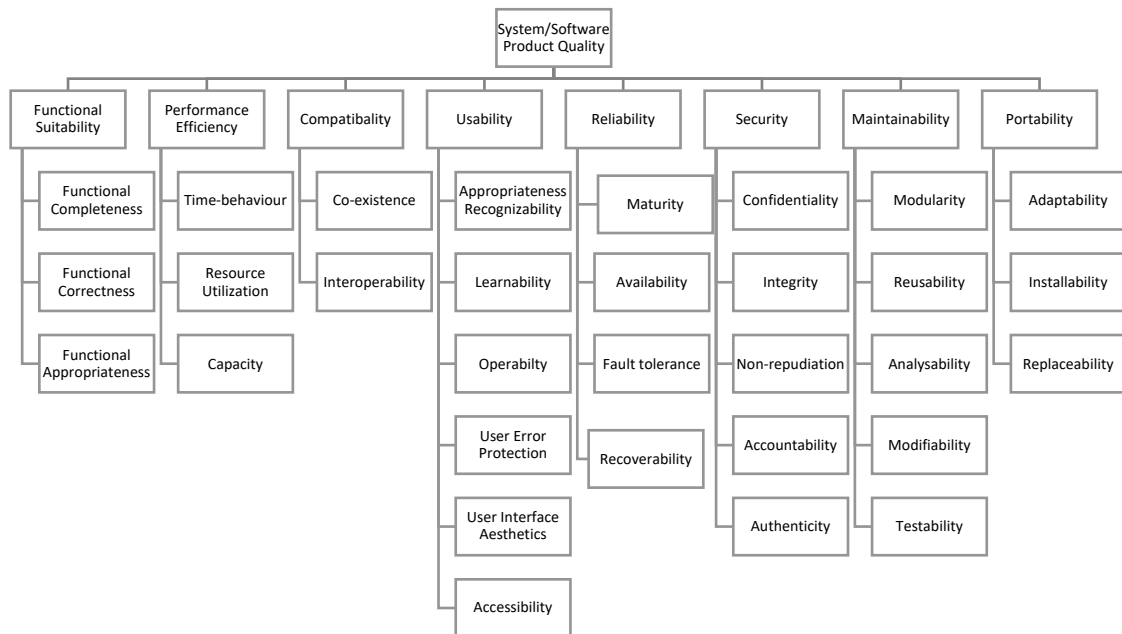 System/Software
Product Quality
Functional
Suitability
Performance
Efficiency
Compatibality
Usability
Reliability
Security
Maintainability
Portability
Functional
Completeness
Functional
Correctness
Functional
Appropriateness
Time-behaviour
Resource
Utilization
Capacity
Co-existence
Interoperability
Appropriateness
Recognizability
Learnability
Operabilty
User Error
Protection
User Interface
Aesthetics
Accessibility
Maturity
Availability
Fault tolerance
Recoverability
Confidentiality
Integrity
Non-repudiation
Accountability
Authenticity
Modularity
Reusability
Analysability
Modifiability
Testability
Adaptability
Installability
Replaceability